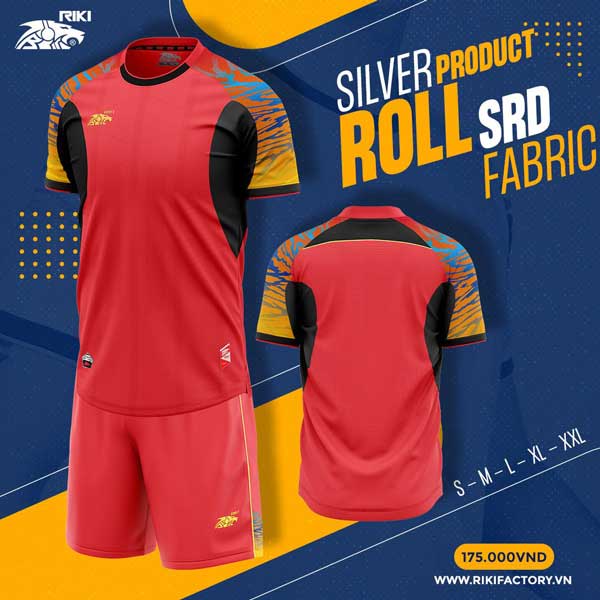 RIKI
SILVER PRODUCT
ROLL SRD
FABRIC
S - M - L - XL - XXL
175.000VND
WWW.RIKIFACTORY.VN